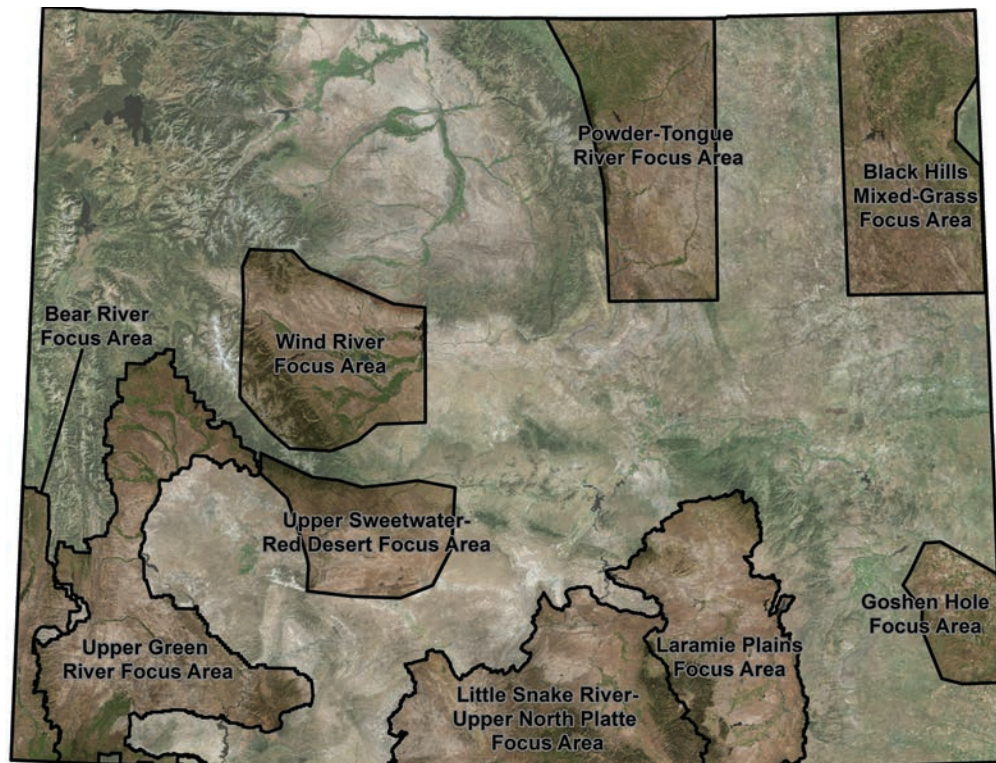 Powder-Tongue
River Focus Area
Black Hills
Mixed-Grass
Focus Area
Bear River
Focus Area
Wind River
Focus Area
Upper Sweetwater-
Red Desert Focus Area
Goshen Hole
Focus Area
Upper Green
River Focus Area
Laramie Plains
Focus Area
Little Snake River-
Upper North Platte
Focus Area